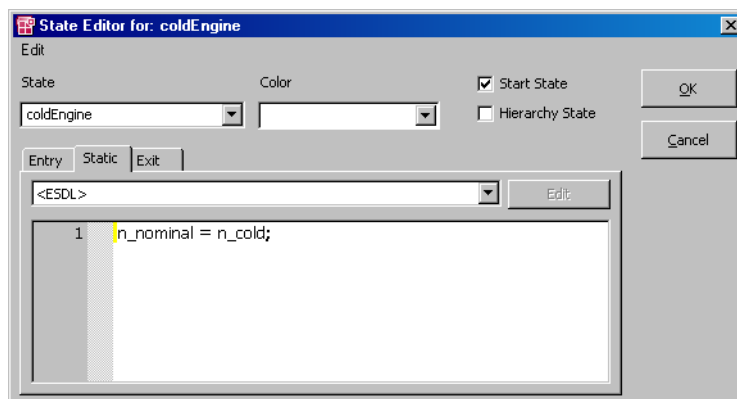 State Editor for: coldEngine
Edit
State
Color
Start State
coldEngine
Hierarchy State
OK
Cancel
Entry
Static
Exit
<ESDL>
Edit
1 n_nominal = n_cold;